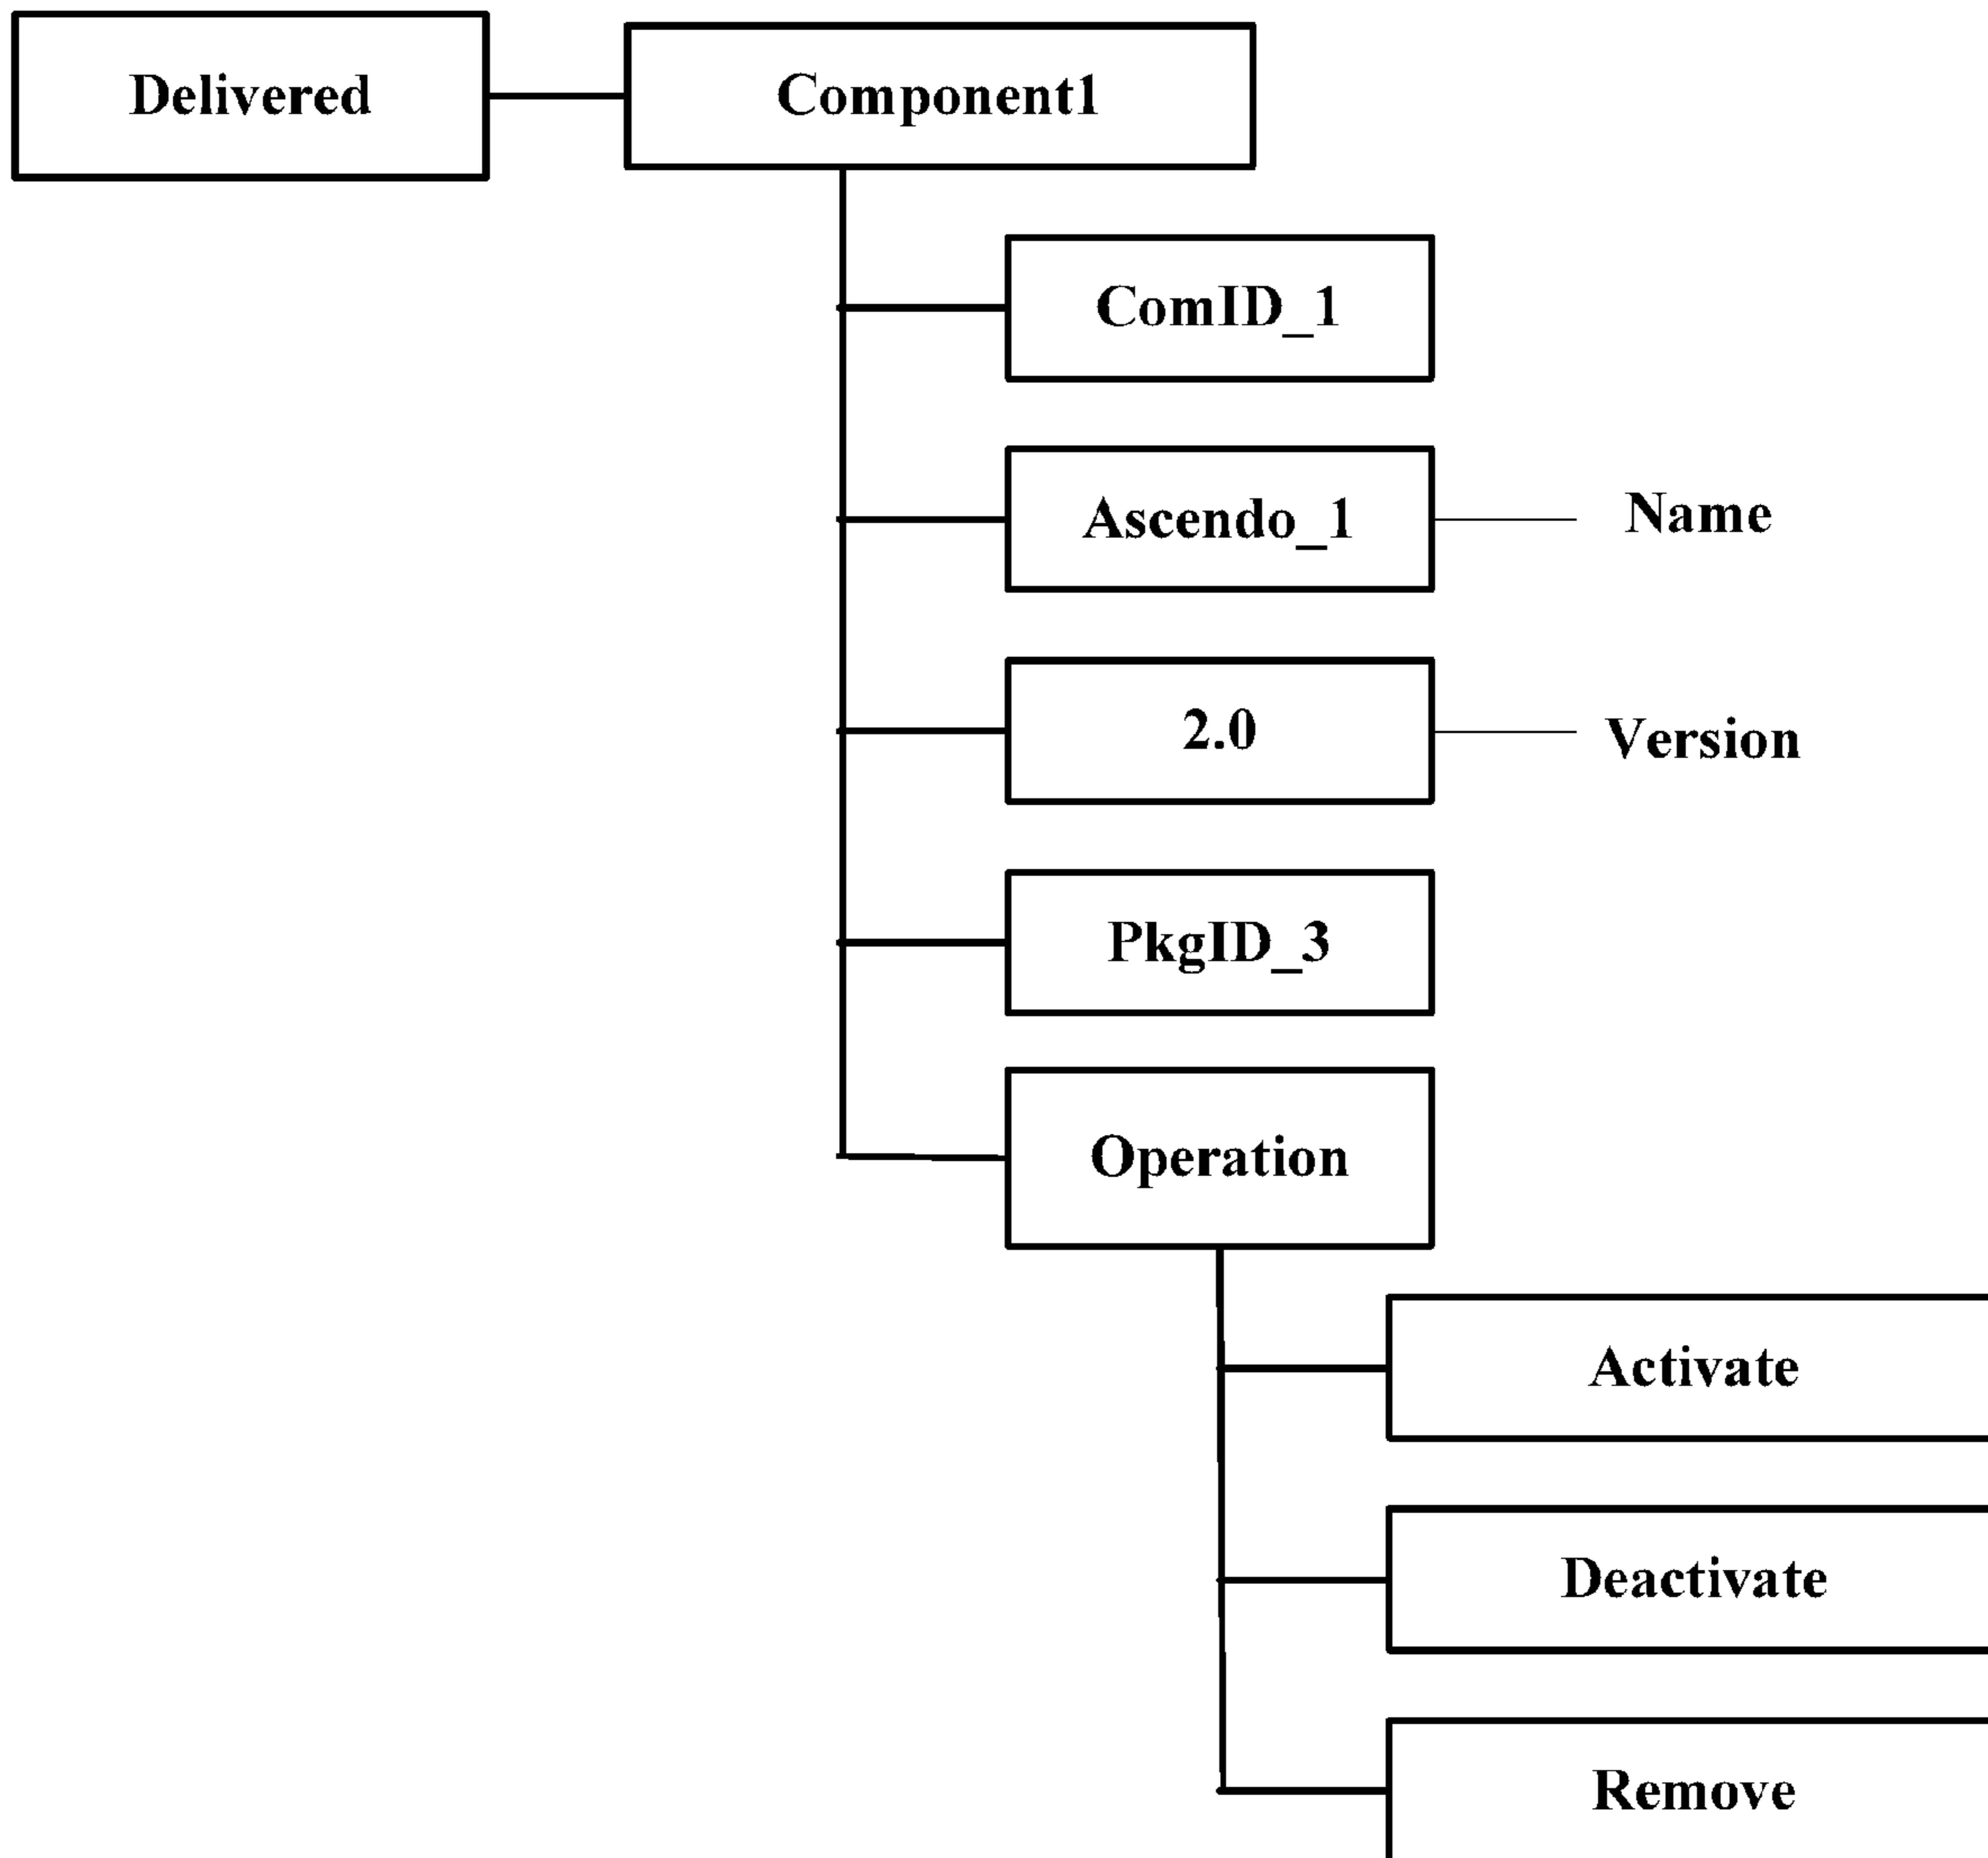 Delivered
Component1
ComID_1
Ascendo_1
Name
2.0
Version
PkgID_3
Operation
Activate
Deactivate
Remove